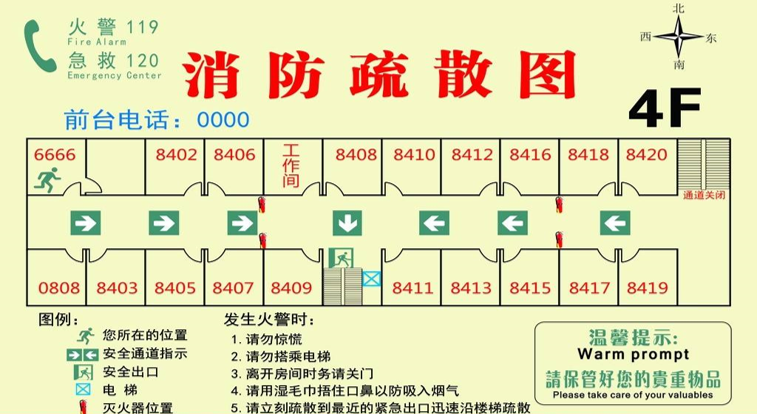 火警 119
Fire Alarm
急救 120
Emergency Center
消防疏散图
北
西 东
南
4F
前台电话：0000
6666 8402 8406 工作间 8408 8410 8412 8416 8418 8420
通道关闭
0808 8403 8405 8407 8409 8411 8413 8415 8417 8419
图例:
您所在的位置
安全通道指示
安全出口
电 梯
灭火器位置
发生火警时:
1. 请勿惊慌
2. 请勿搭乘电梯
3. 离开房间时务请关门
4. 请用湿毛巾捂住口鼻以防吸入烟气
5. 请立刻疏散到最近的紧急出口迅速沿楼梯疏散
温馨提示:
Warm prompt
請保管好您的貴重物品
Please take care of your valuables